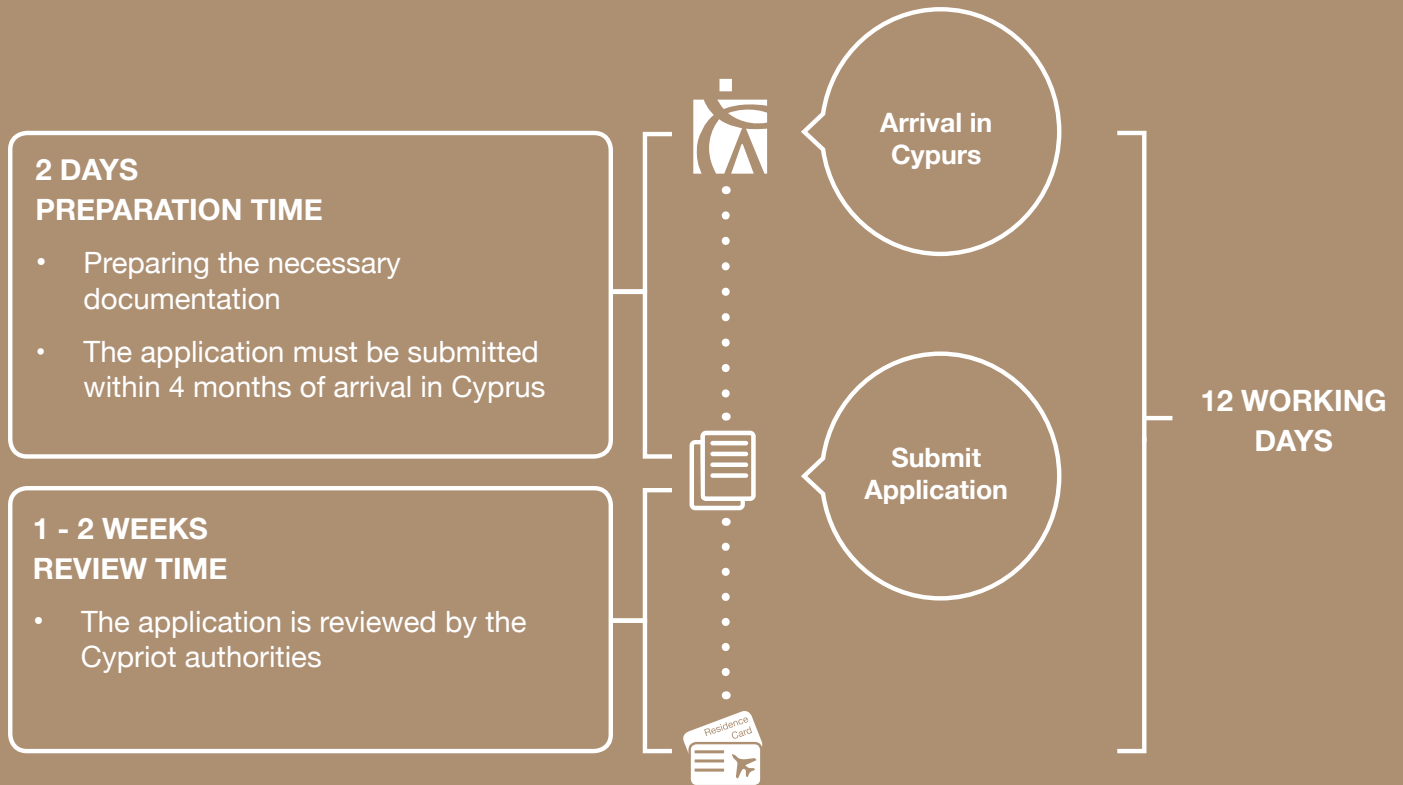 Arrival in
Cypurs
2 DAYS
PREPARATION TIME
• Preparing the necessary
documentation
• The application must be submitted
within 4 months of arrival in Cyprus
12 WORKING
DAYS
Submit
Application
1 - 2 WEEKS
REVIEW TIME
• The application is reviewed by the
Cypriot authorities
Residence
Card